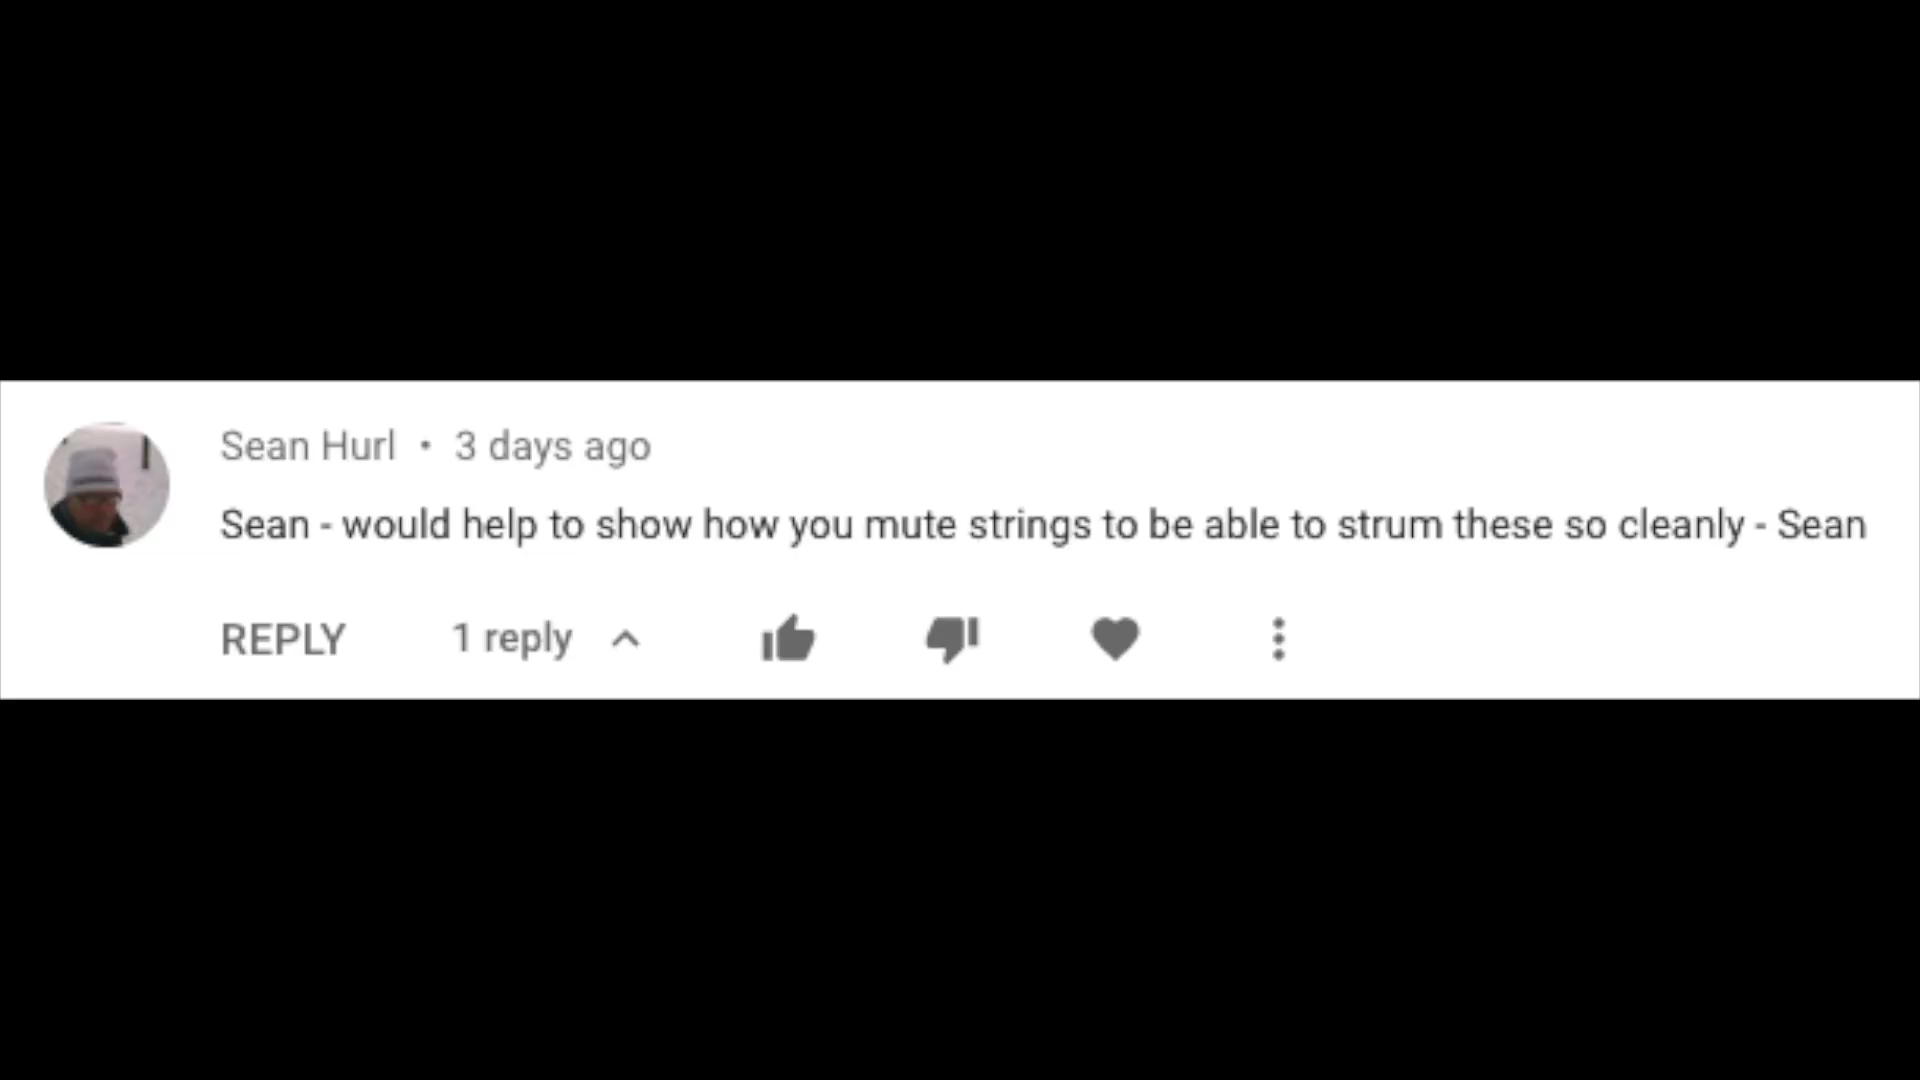 Sean Hurl • 3 days ago
Sean - would help to show how you mute strings to be able to strum these so cleanly - Sean
REPLY 1 reply